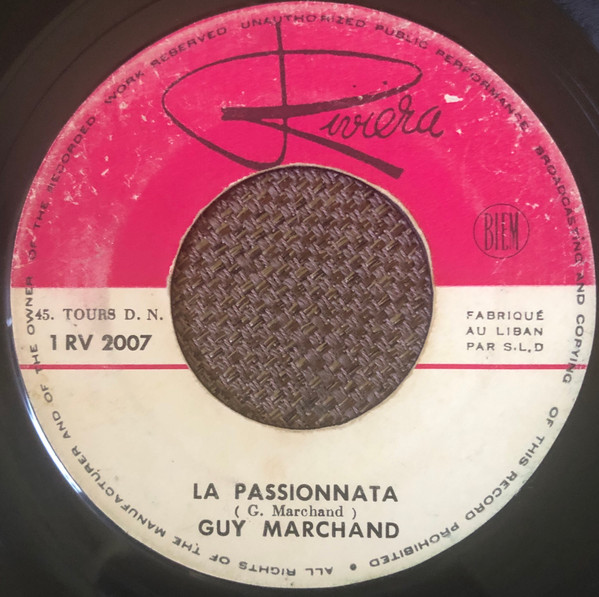 ALL RIGHTS OF THE MANUFACTURER AND OF THE OWNER OF THE RECORDED WORK RESERVED UNAUTHORIZED PUBLIC PERFORMANCE BROADCASTING AND COPYING OF THIS RECORD PROHIBITED •
Riviera
BIEM
45. TOURS D. N.
1 RV 2007
FABRIQUÉ
AU LIBAN
PAR S.L.D
LA PASSIONNATA
( G. Marchand )
GUY MARCHAND